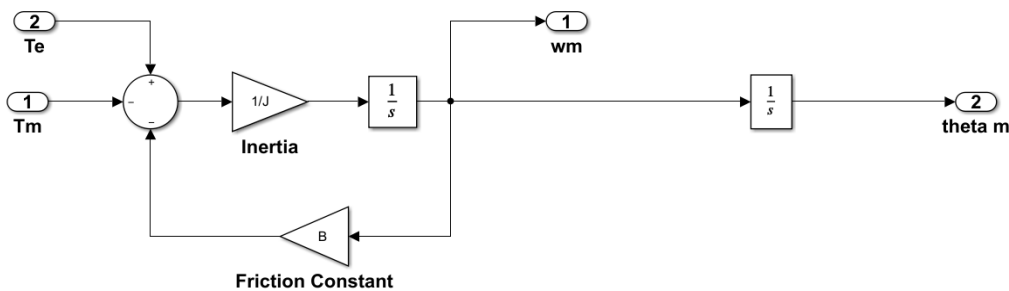 2
Te
1
wm
+
−
−
1
Tm
1/J
Inertia
1
s
1
s
2
theta m
B
Friction Constant